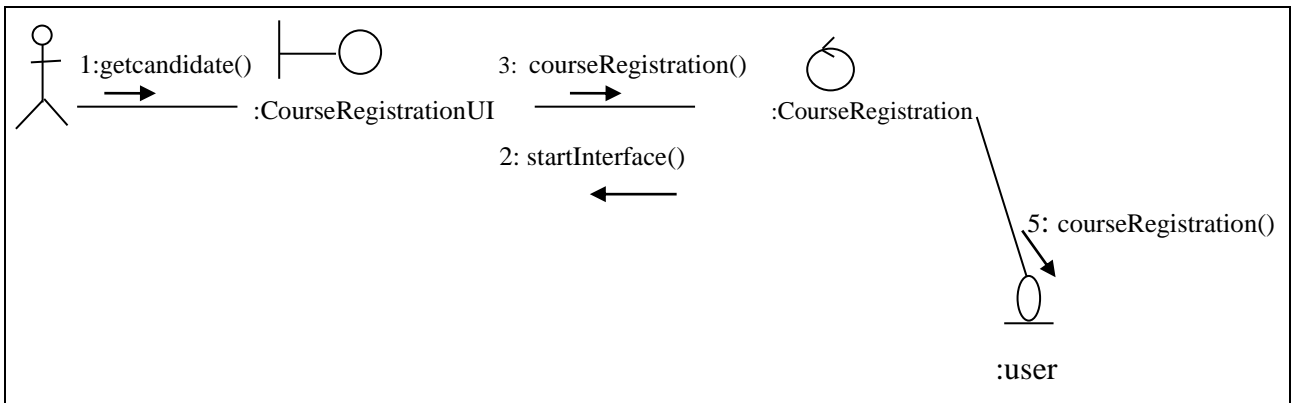 1:getcandidate()
3: courseRegistration()
:CourseRegistrationUI
:CourseRegistration
2: startInterface()
5: courseRegistration()
:user